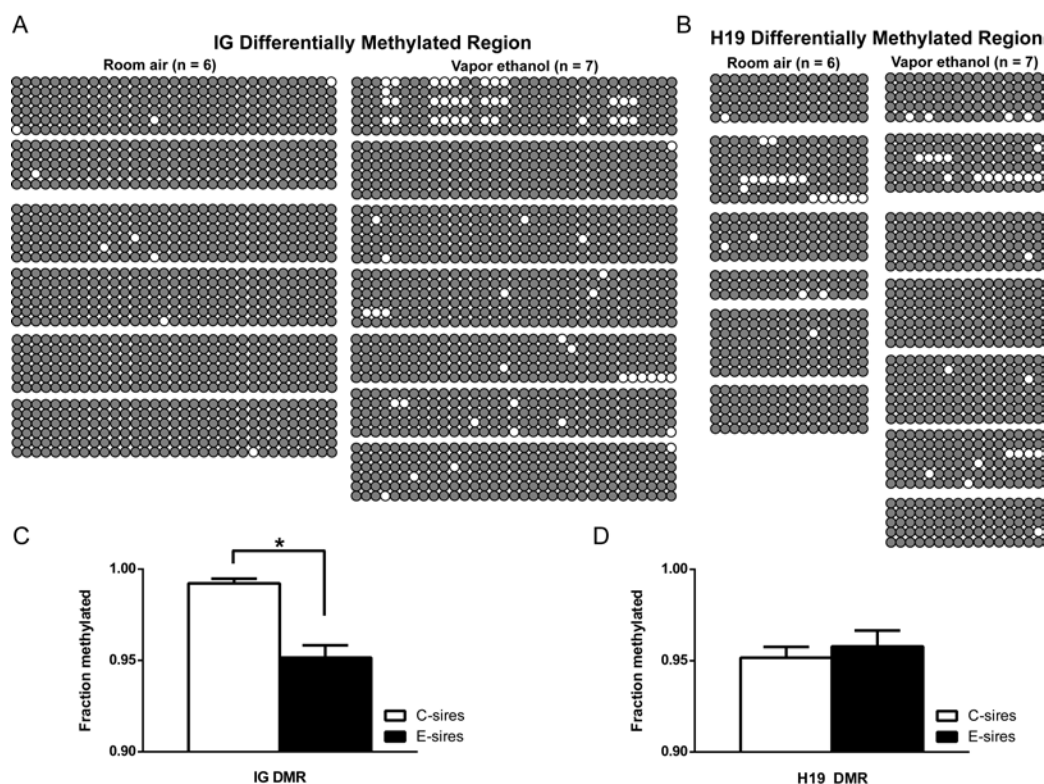 A
IG Differentially Methylated Region
Room air (n = 6)
Vapor ethanol (n = 7)
B
H19 Differentially Methylated Region
Room air (n = 6)
Vapor ethanol (n = 7)
C
*
Fraction methylated
1.00
0.95
0.90
C-sires
E-sires
IG DMR
D
Fraction methylated
1.00
0.95
0.90
C-sires
E-sires
H19 DMR